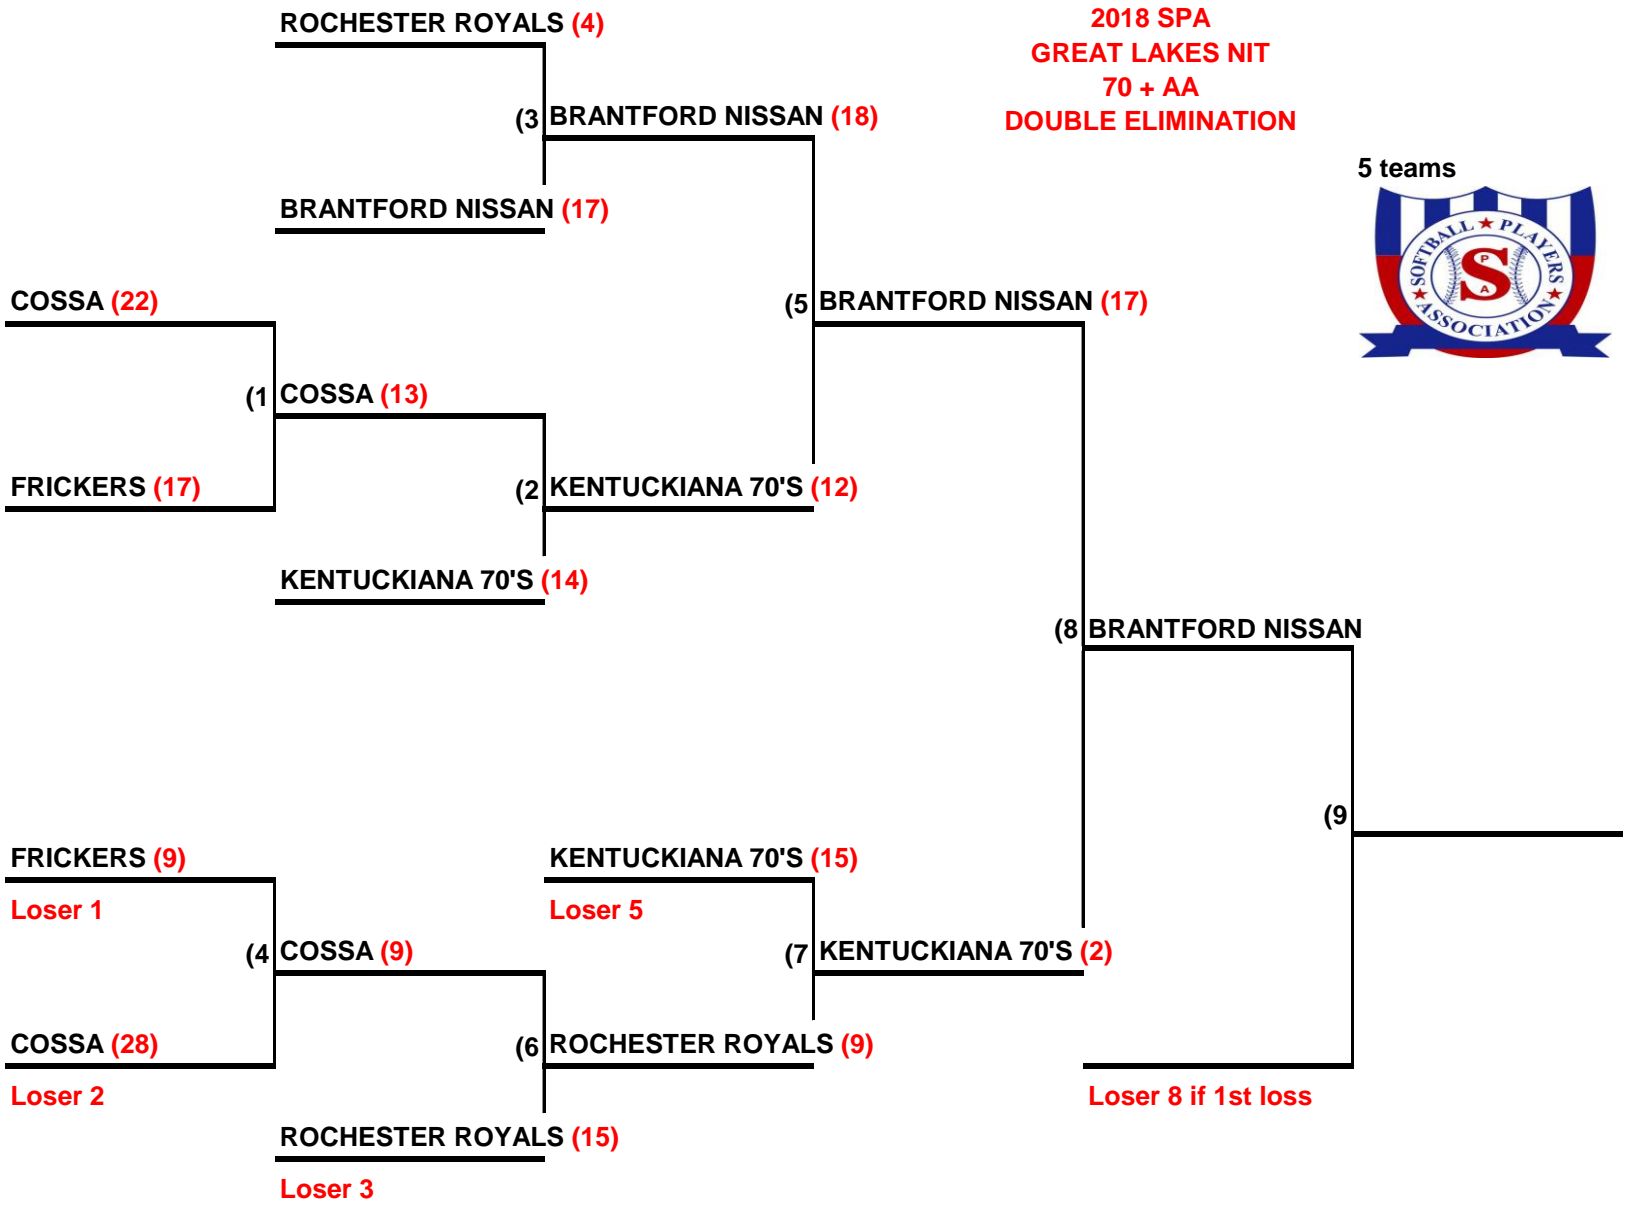 ROCHESTER ROYALS (4)
2018 SPA
GREAT LAKES NIT
70 + AA
DOUBLE ELIMINATION
(3 BRANTFORD NISSAN (18)
5 teams
BRANTFORD NISSAN (17)
SOFTBALL ★ PLAYERS ★ ASSOCIATION ★
P
S
A
COSSA (22)
(5 BRANTFORD NISSAN (17)
(1 COSSA (13)
FRICKERS (17)
(2 KENTUCKIANA 70'S (12)
KENTUCKIANA 70'S (14)
(8 BRANTFORD NISSAN
(9
FRICKERS (9)
KENTUCKIANA 70'S (15)
Loser 1
Loser 5
(4 COSSA (9)
(7 KENTUCKIANA 70'S (2)
COSSA (28)
(6 ROCHESTER ROYALS (9)
Loser 2
Loser 8 if 1st loss
ROCHESTER ROYALS (15)
Loser 3